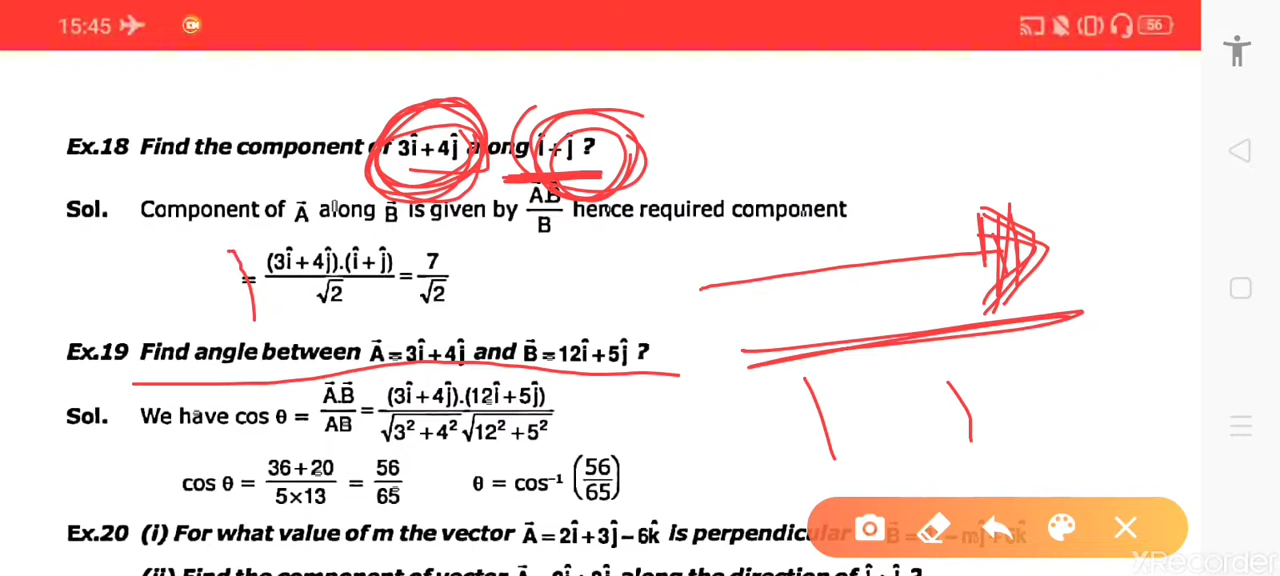 15:45
56
Ex.18 Find the component of 3î+4ĵ along î+ĵ ?
Sol. Component of A⃗ along B⃗ is given by A⃗.B⃗/B hence required component
= (3î+4ĵ).(î+ĵ)/√2 = 7/√2
Ex.19 Find angle between A⃗=3î+4ĵ and B⃗=12î+5ĵ ?
Sol. We have cos θ = A⃗.B⃗/AB = (3î+4ĵ).(12î+5ĵ)/√3²+4² √12²+5²
cos θ = 36+20/5×13 = 56/65 θ = cos⁻¹ (56/65)
Ex.20 (i) For what value of m the vector A⃗=2î+3ĵ−6k̂ is perpendicular
XRecorder